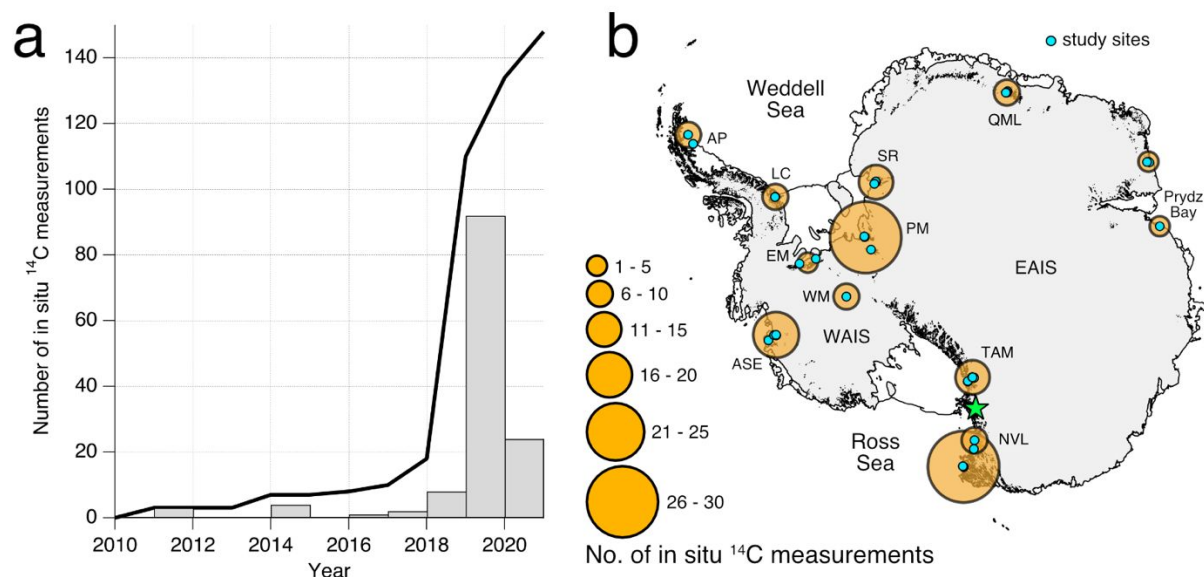 a
Number of in situ ¹⁴C measurements
140
120
100
80
60
40
20
0
2010
2012
2014
2016
2018
2020
Year
b
study sites
Weddell
Sea
QML
AP
SR
LC
Prydz
Bay
PM
EM
EAIS
WM
WAIS
ASE
TAM
Ross
Sea
NVL
1 - 5
6 - 10
11 - 15
16 - 20
21 - 25
26 - 30
No. of in situ ¹⁴C measurements